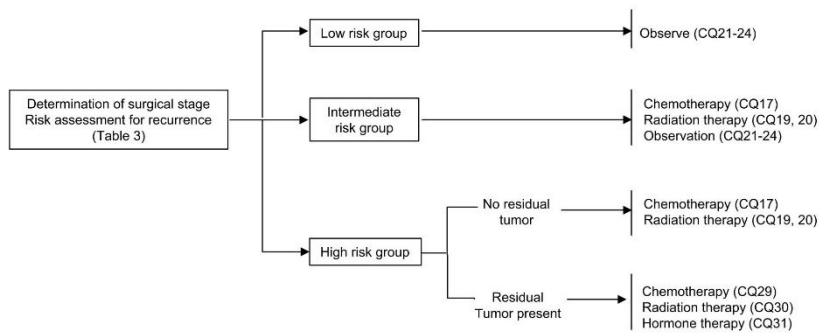 Determination of surgical stage
Risk assessment for recurrence
(Table 3)
Low risk group
Observe (CQ21-24)
Intermediate
risk group
Chemotherapy (CQ17)
Radiation therapy (CQ19, 20)
Observation (CQ21-24)
High risk group
No residual
tumor
Chemotherapy (CQ17)
Radiation therapy (CQ19, 20)
Residual
Tumor present
Chemotherapy (CQ29)
Radiation therapy (CQ30)
Hormone therapy (CQ31)